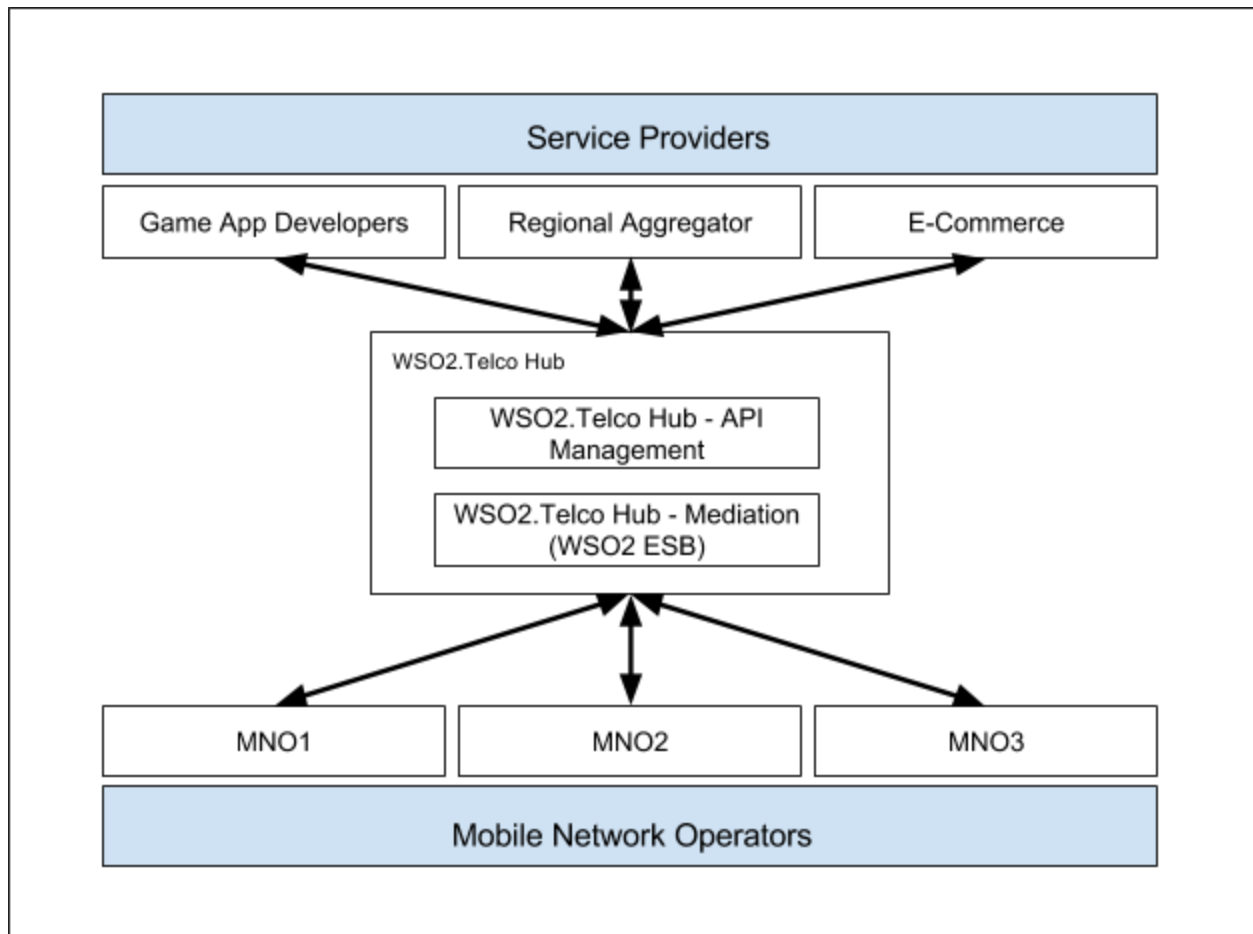 Service Providers
Game App Developers
Regional Aggregator
E-Commerce
WSO2.Telco Hub
WSO2.Telco Hub - API
Management
WSO2.Telco Hub - Mediation
(WSO2 ESB)
MNO1
MNO2
MNO3
Mobile Network Operators